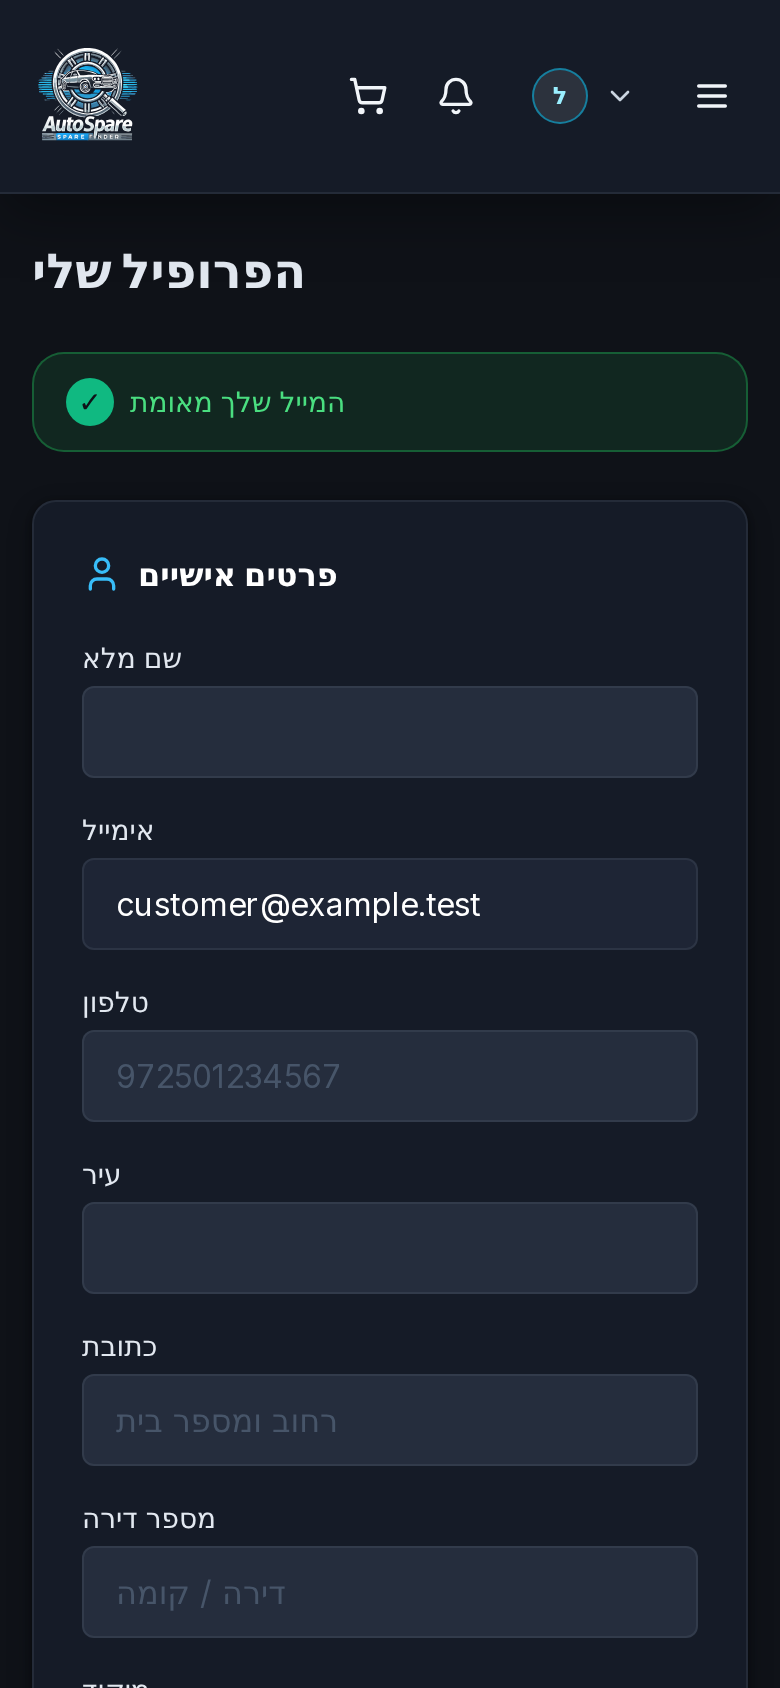 AutoSpare
SPARE FINDER
ל
הפרופיל שלי
✓ המייל שלך מאומת
פרטים אישיים
שם מלא
אימייל
customer@example.test
טלפון
972501234567
עיר
כתובת
רחוב ומספר בית
מספר דירה
דירה / קומה